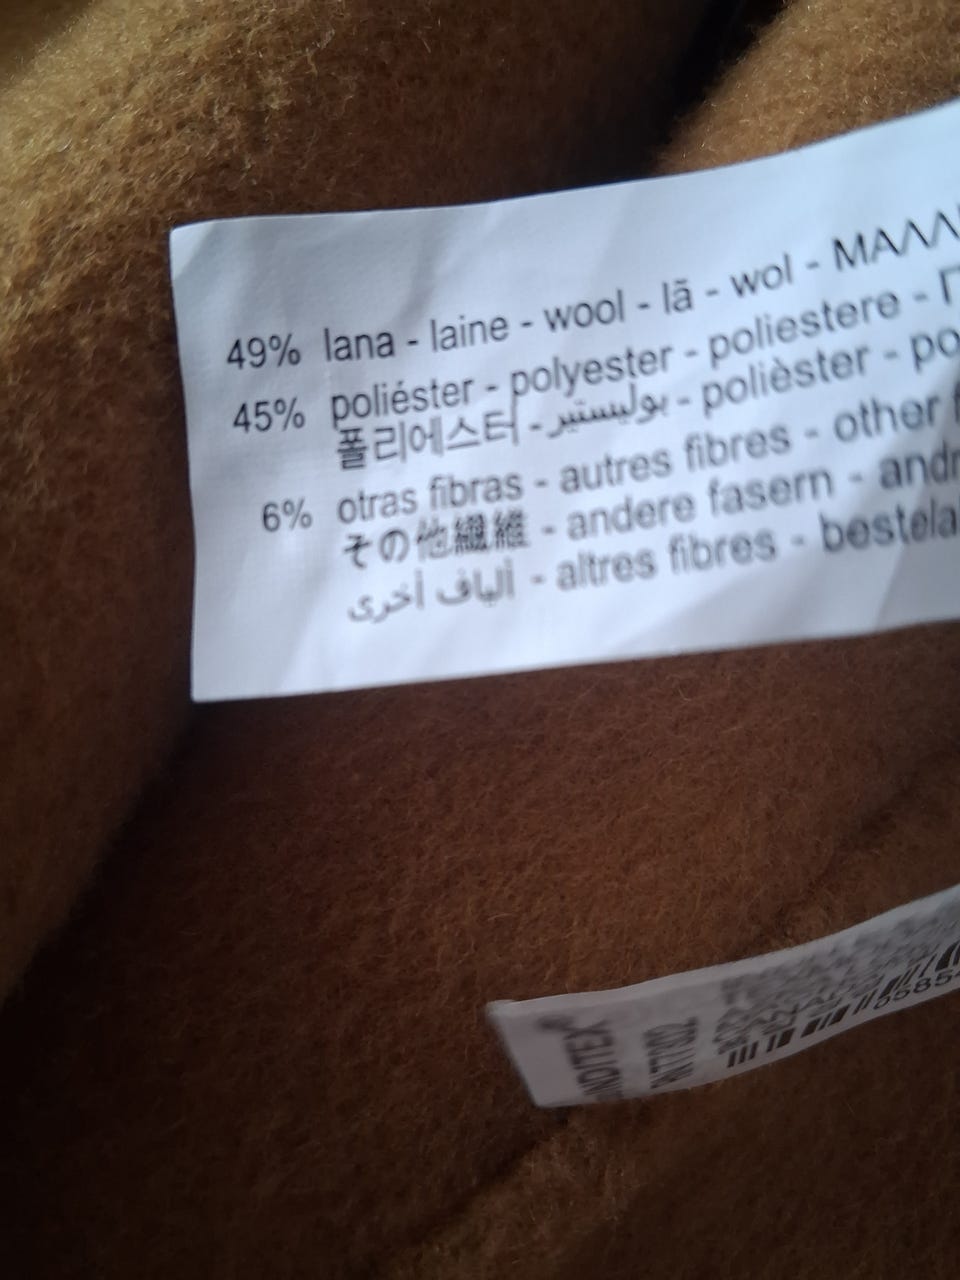 49% lana - laine - wool - lã - wol - ΜΑΛΛ
45% poliéster - polyester - poliestere - Π
폴리에스터 - بوليستير - polièster - po
6% otras fibras - autres fibres - other f
その他繊維 - andere fasern - andr
ألياف أخرى - altres fibres - bestela